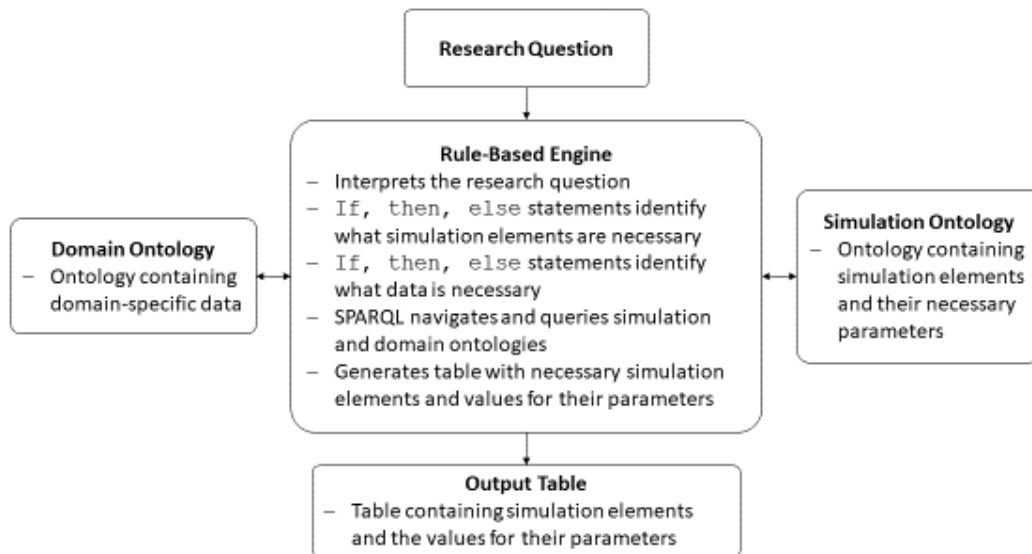 Research Question
Rule-Based Engine
– Interprets the research question
– If, then, else statements identify
what simulation elements are necessary
– If, then, else statements identify
what data is necessary
– SPARQL navigates and queries simulation
and domain ontologies
– Generates table with necessary simulation
elements and values for their parameters
Domain Ontology
– Ontology containing
domain-specific data
Simulation Ontology
– Ontology containing
simulation elements
and their necessary
parameters
Output Table
– Table containing simulation elements
and the values for their parameters